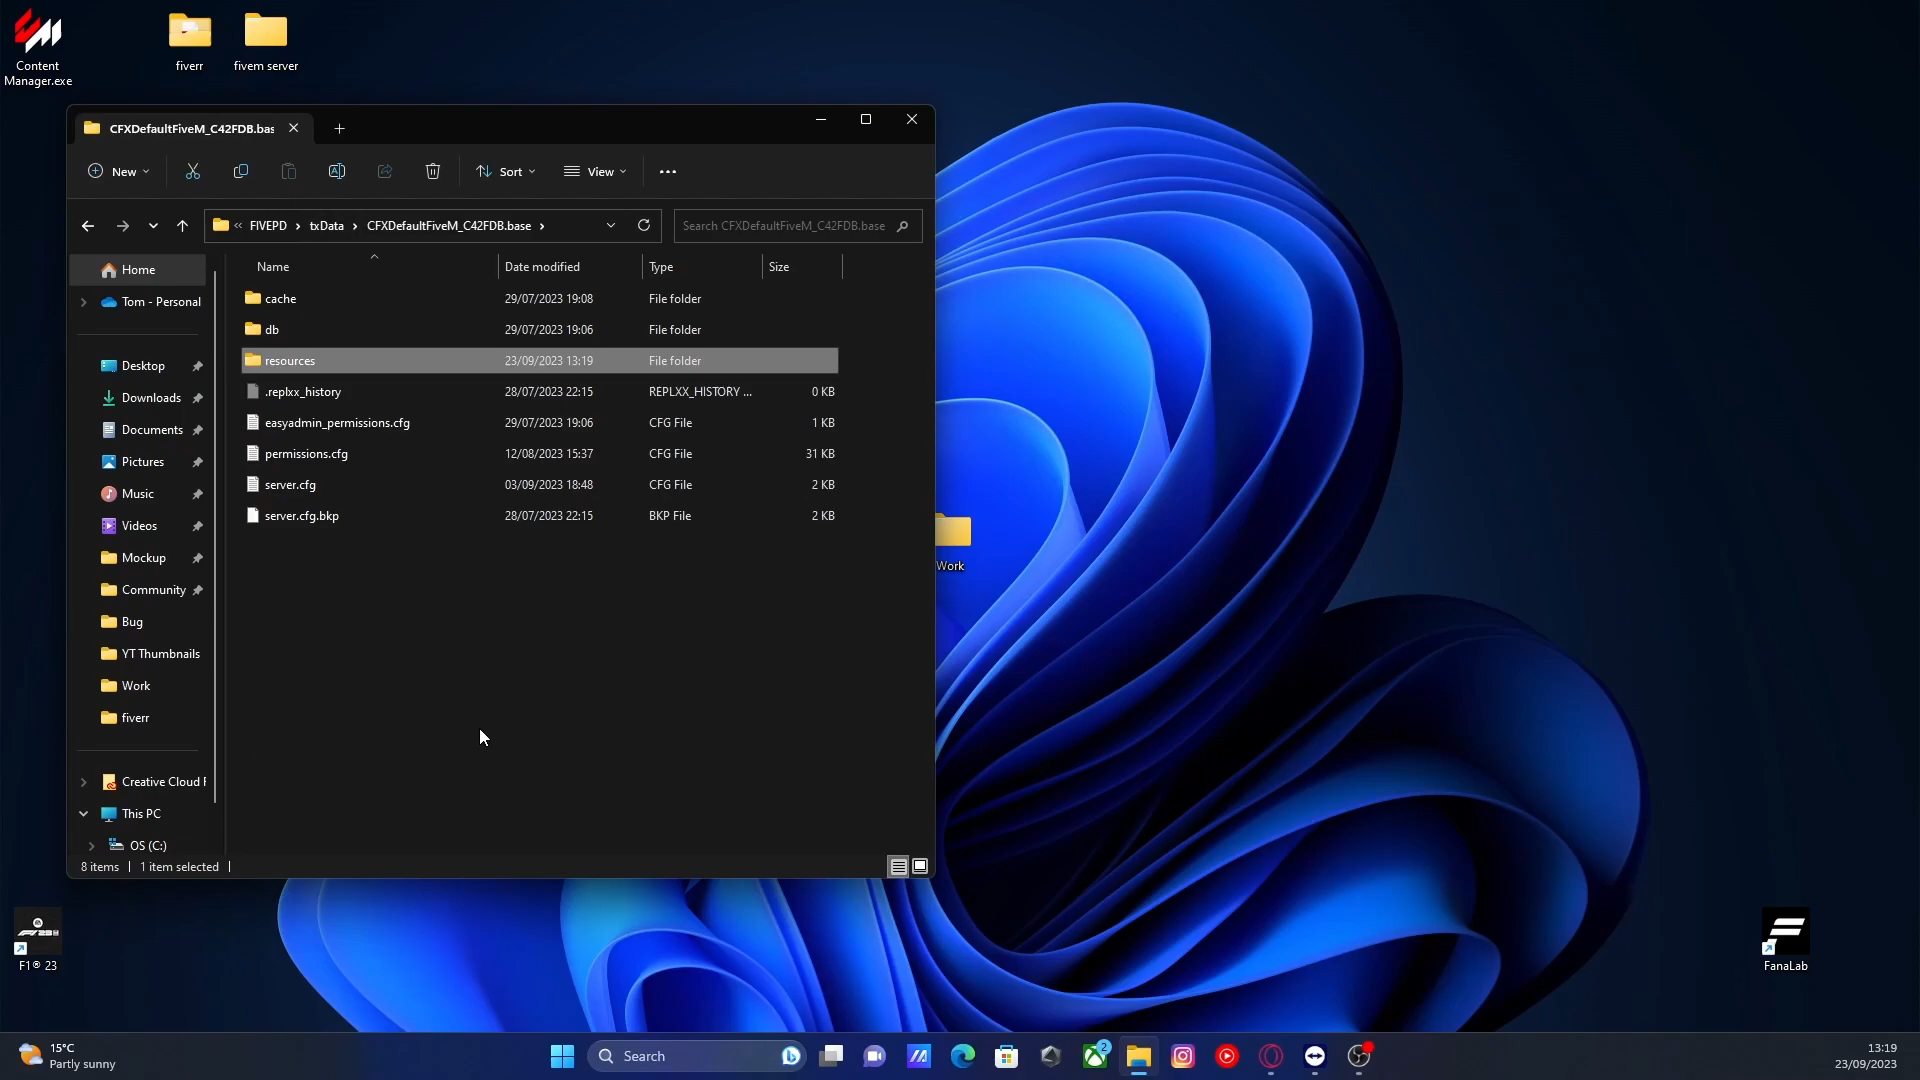 Content
Manager.exe
fiverr
fivem server
CFXDefaultFiveM_C42FDB.bas
New
Sort
View
FIVEPD
txData
CFXDefaultFiveM_C42FDB.base
Search CFXDefaultFiveM_C42FDB.base
Name
Date modified
Type
Size
Home
cache
29/07/2023 19:08
File folder
Tom - Personal
db
29/07/2023 19:06
File folder
resources
23/09/2023 13:19
File folder
Desktop
.replxx_history
28/07/2023 22:15
REPLXX_HISTORY ...
0 KB
Downloads
easyadmin_permissions.cfg
29/07/2023 19:06
CFG File
1 KB
Documents
permissions.cfg
12/08/2023 15:37
CFG File
31 KB
Pictures
server.cfg
03/09/2023 18:48
CFG File
2 KB
Music
server.cfg.bkp
28/07/2023 22:15
BKP File
2 KB
Videos
Mockup
Community
Bug
YT Thumbnails
Work
fiverr
Creative Cloud F
This PC
OS (C:)
8 items
1 item selected
Work
F1® 23
FanaLab
15°C
Partly sunny
Search
2
13:19
23/09/2023